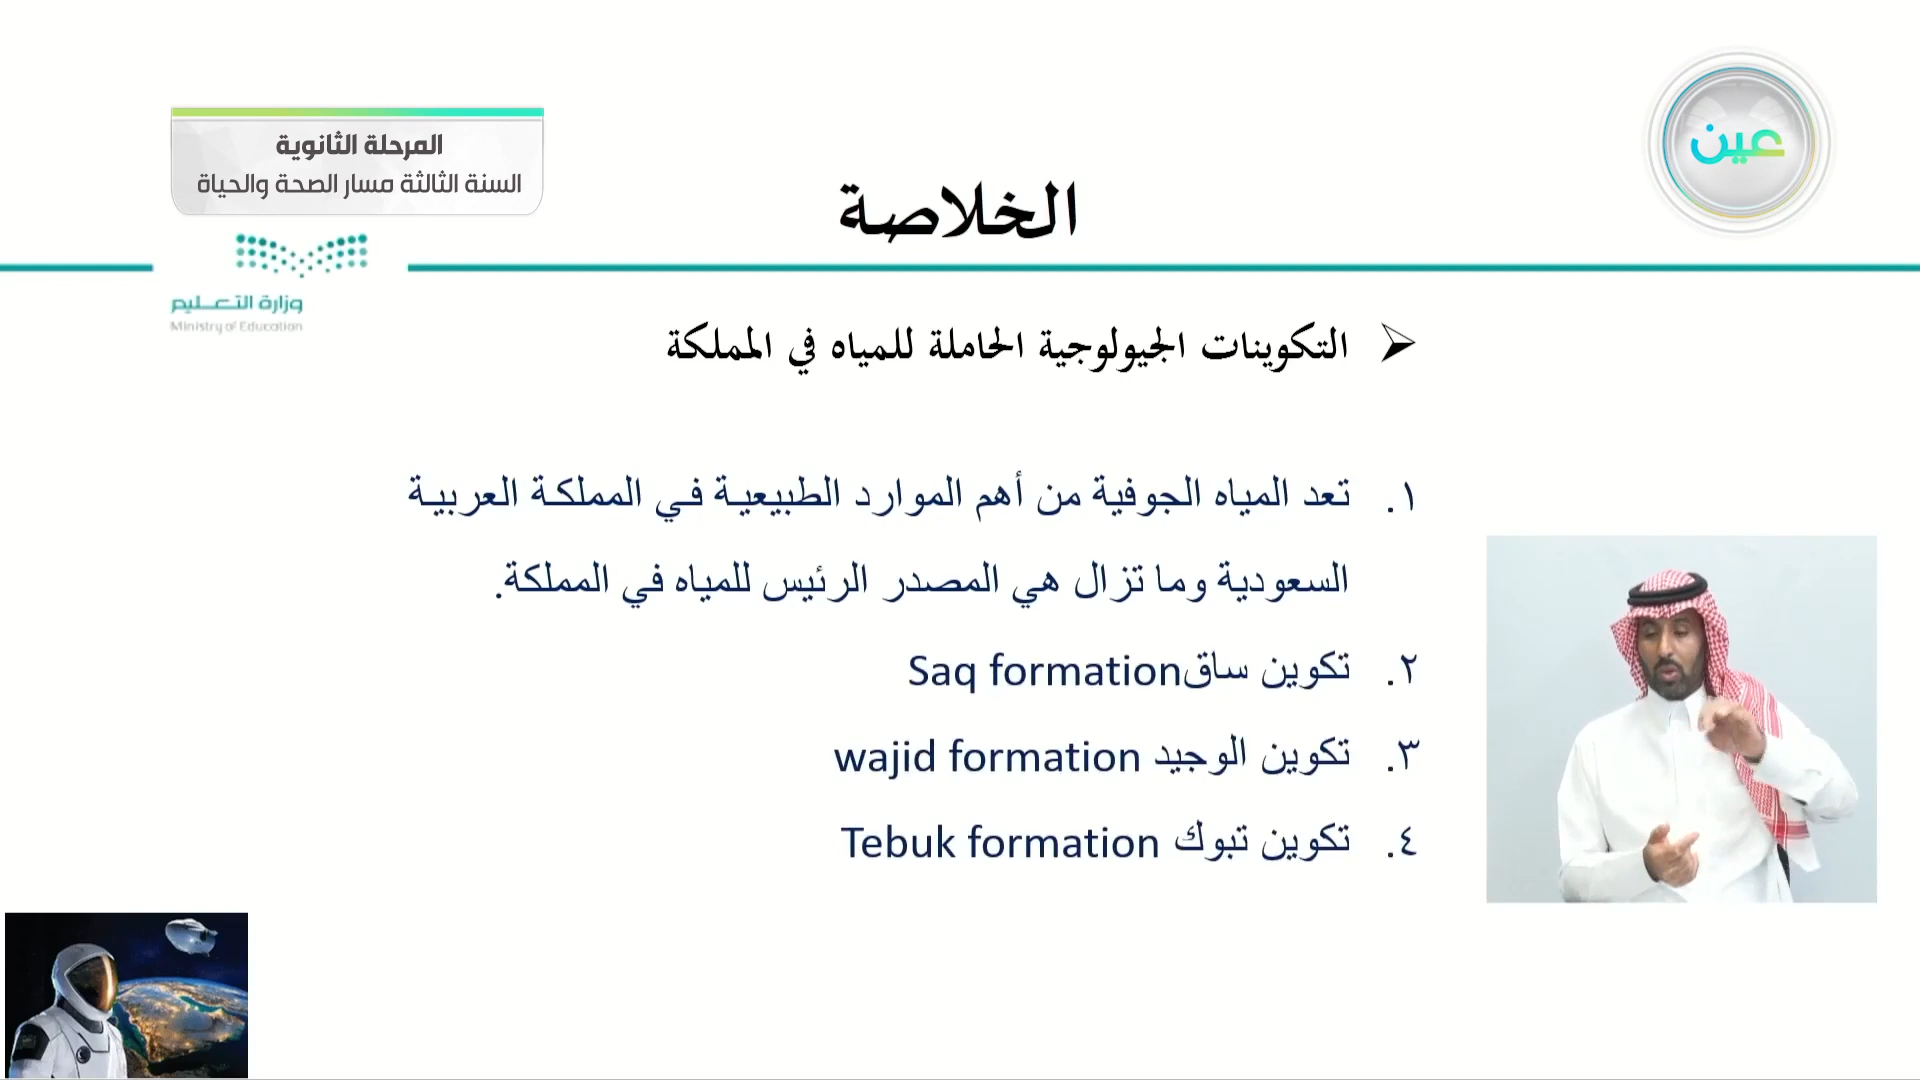 عين
المرحلة الثانوية
السنة الثالثة مسار الصحة والحياة
الخلاصة
وزارة التعليم
Ministry of Education
التكوينات الجيولوجية الحاملة للمياه في المملكة
١. تعد المياه الجوفية من أهم الموارد الطبيعية في المملكة العربية
السعودية وما تزال هي المصدر الرئيس للمياه في المملكة.
٢. تكوين ساقSaq formation
٣. تكوين الوجيد wajid formation
٤. تكوين تبوك Tebuk formation